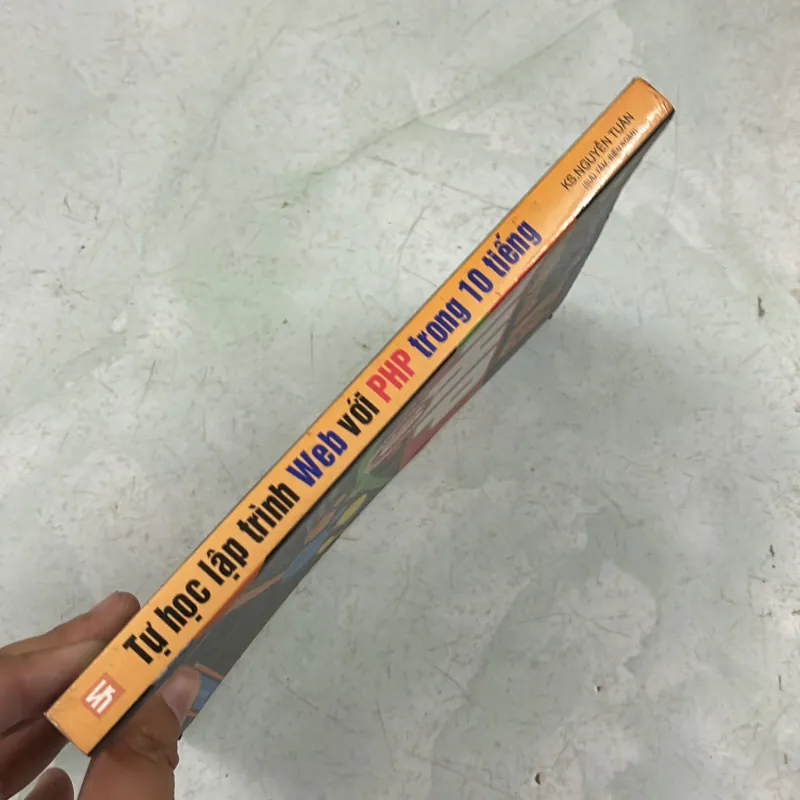 Tự học lập trình Web với PHP trong 10 tiếng
KS.NGUYỄN TUẤN